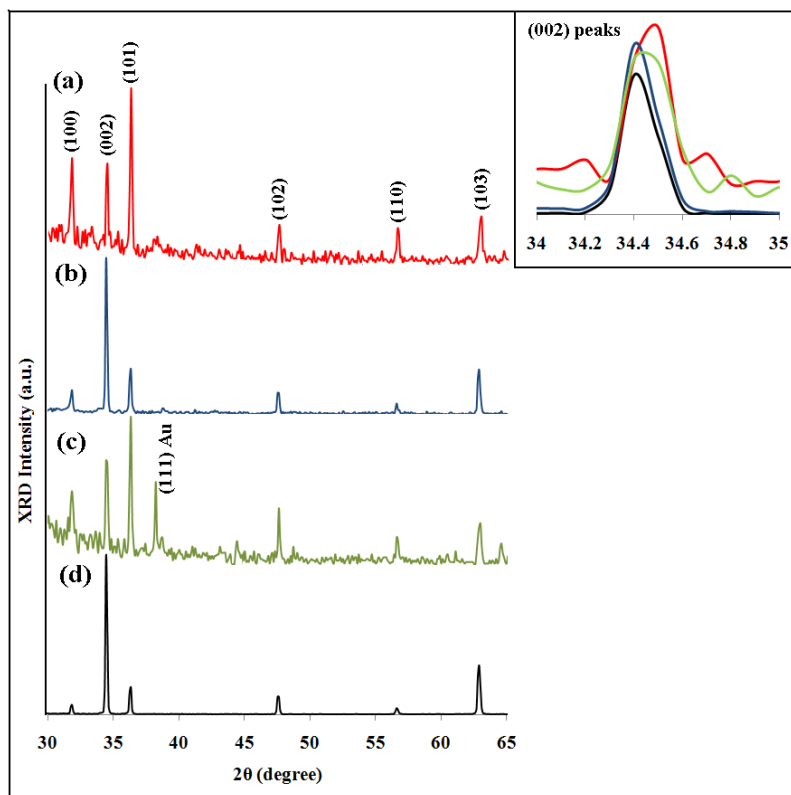 (002) peaks
34 34.2 34.4 34.6 34.8 35
(a)
(100)
(002)
(101)
(102)
(110)
(103)
(b)
(c)
(111) Au
(d)
XRD Intensity (a.u.)
30 35 40 45 50 55 60 65
2θ (degree)